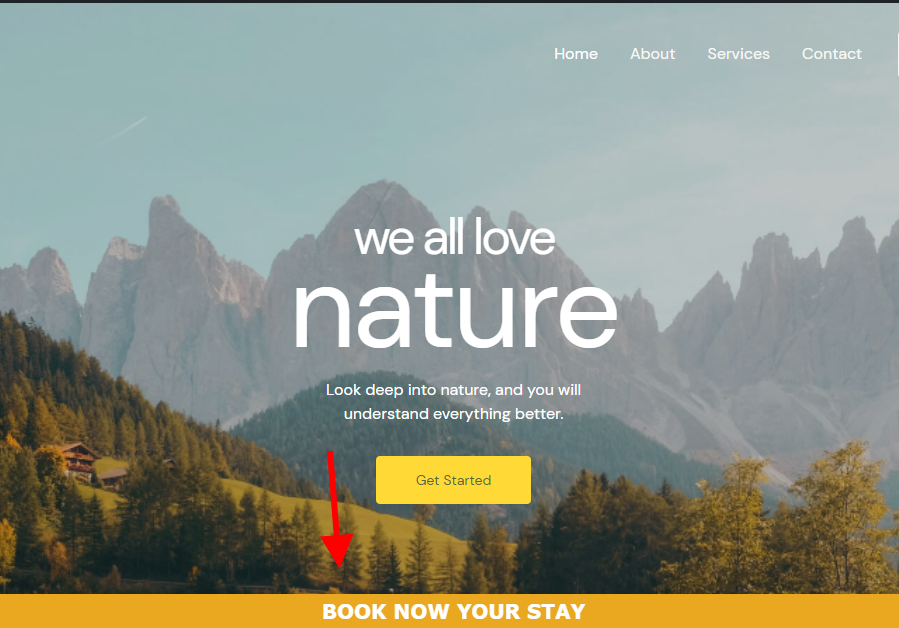 Home About Services Contact
we all love
nature
Look deep into nature, and you will
understand everything better.
Get Started
BOOK NOW YOUR STAY